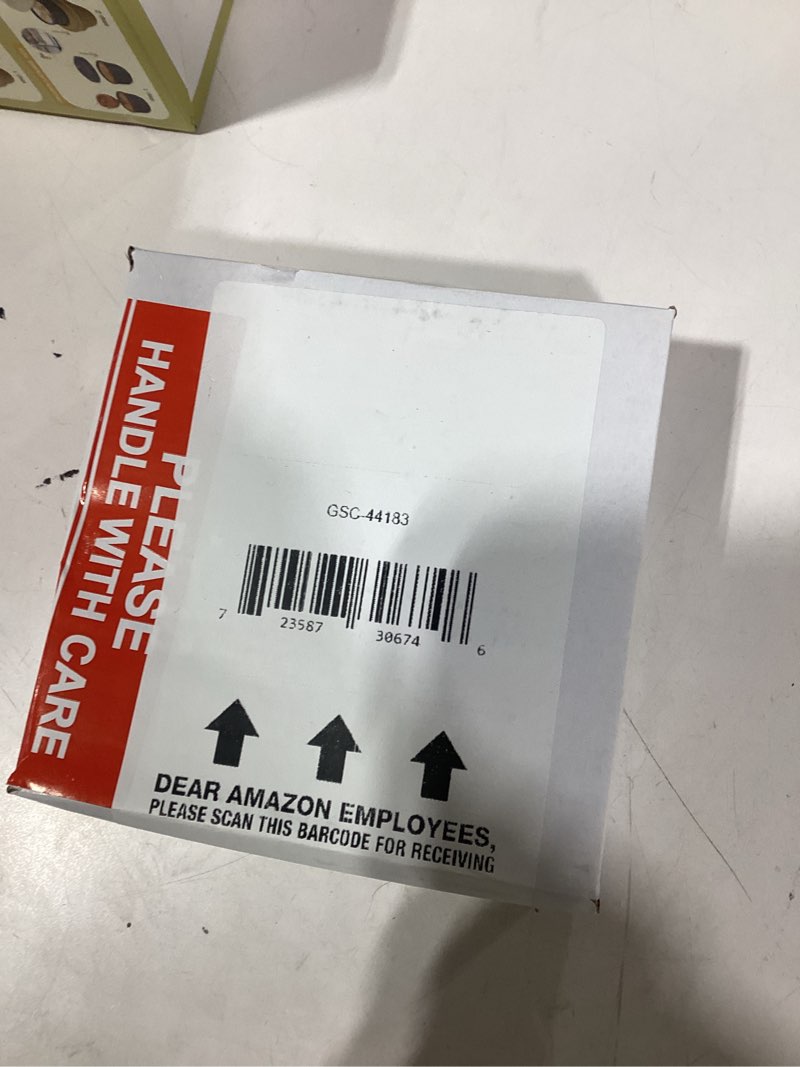 PLEASE
HANDLE WITH CARE
GSC-44183
7 23587 30674 6
DEAR AMAZON EMPLOYEES,
PLEASE SCAN THIS BARCODE FOR RECEIVING